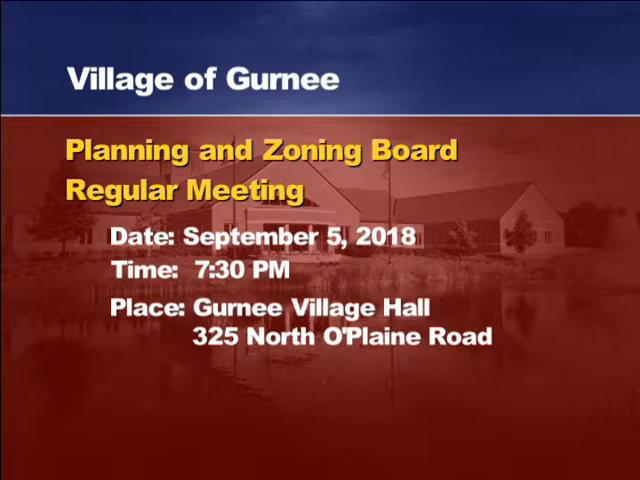 Village of Gurnee
Planning and Zoning Board
Regular Meeting
Date: September 5, 2018
Time: 7:30 PM
Place: Gurnee Village Hall
325 North O'Plaine Road